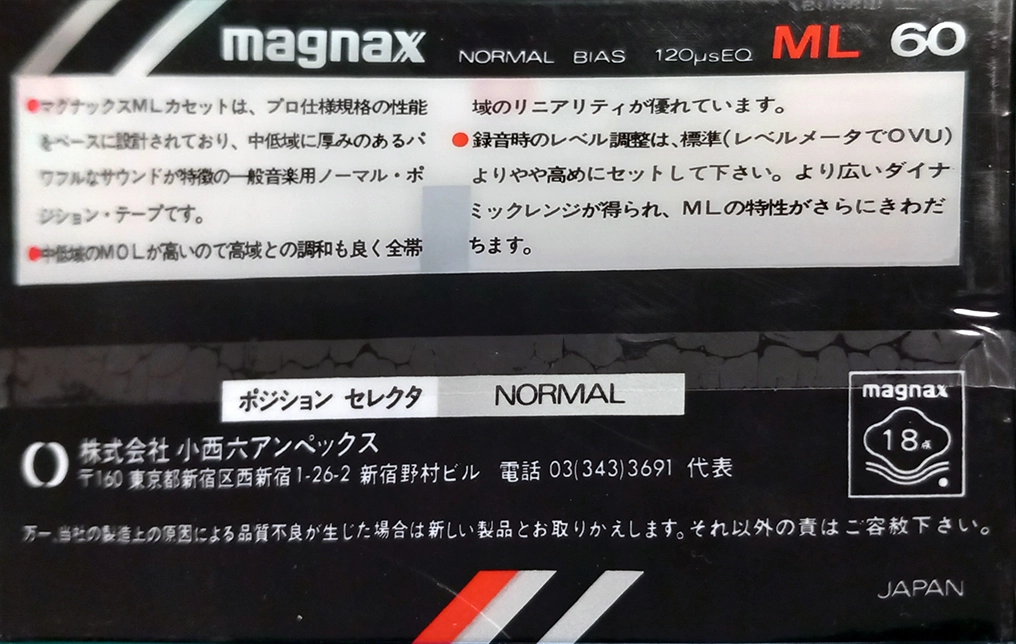 magnax NORMAL BIAS 120μsEQ ML 60
●マグナックスMLカセットは、プロ仕様規格の性能
をベースに設計されており、中低域に厚みのあるパ
ワフルなサウンドが特徴の一般音楽用ノーマル・ポ
ジション・テープです。
●中低域のMOLが高いので高域との調和も良く全帯
域のリニアリティが優れています。
●録音時のレベル調整は、標準(レベルメータで0VU)
よりやや高めにセットして下さい。より広いダイナ
ミックレンジが得られ、MLの特性がさらにきわだ
ちます。
ポジション セレクタ NORMAL
株式会社 小西六アンペックス
〒160 東京都新宿区西新宿1-26-2 新宿野村ビル 電話 03(343)3691 代表
magnax
18点
万一、当社の製造上の原因による品質不良が生じた場合は新しい製品とお取りかえします。それ以外の責はご容赦下さい。
JAPAN